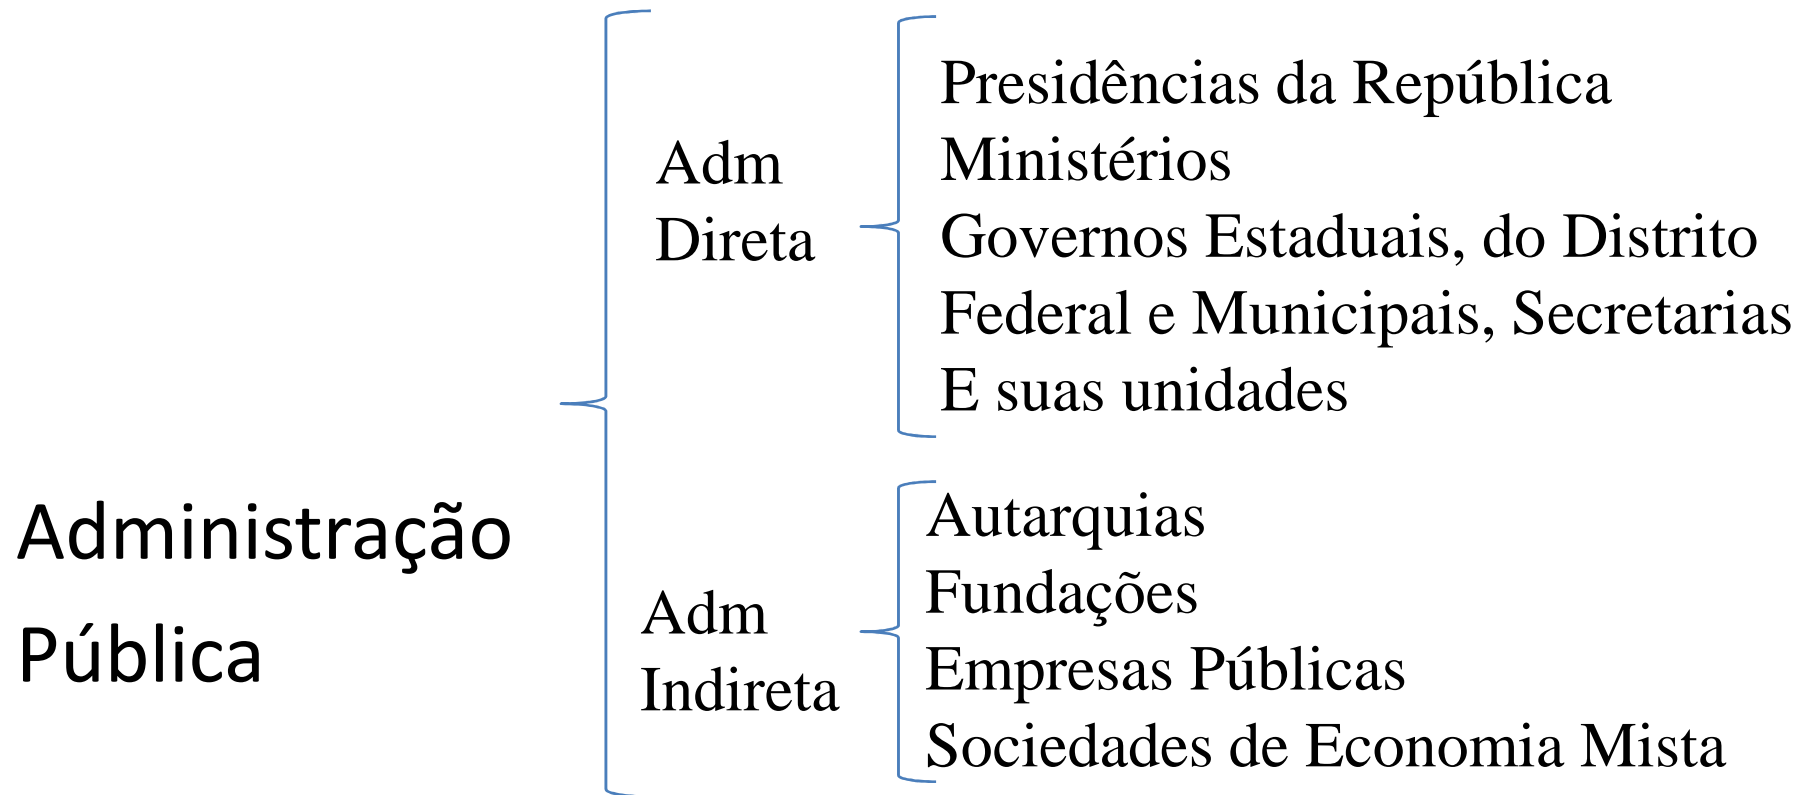 Administração
Pública
Adm
Direta
Presidências da República
Ministérios
Governos Estaduais, do Distrito
Federal e Municipais, Secretarias
E suas unidades
Adm
Indireta
Autarquias
Fundações
Empresas Públicas
Sociedades de Economia Mista